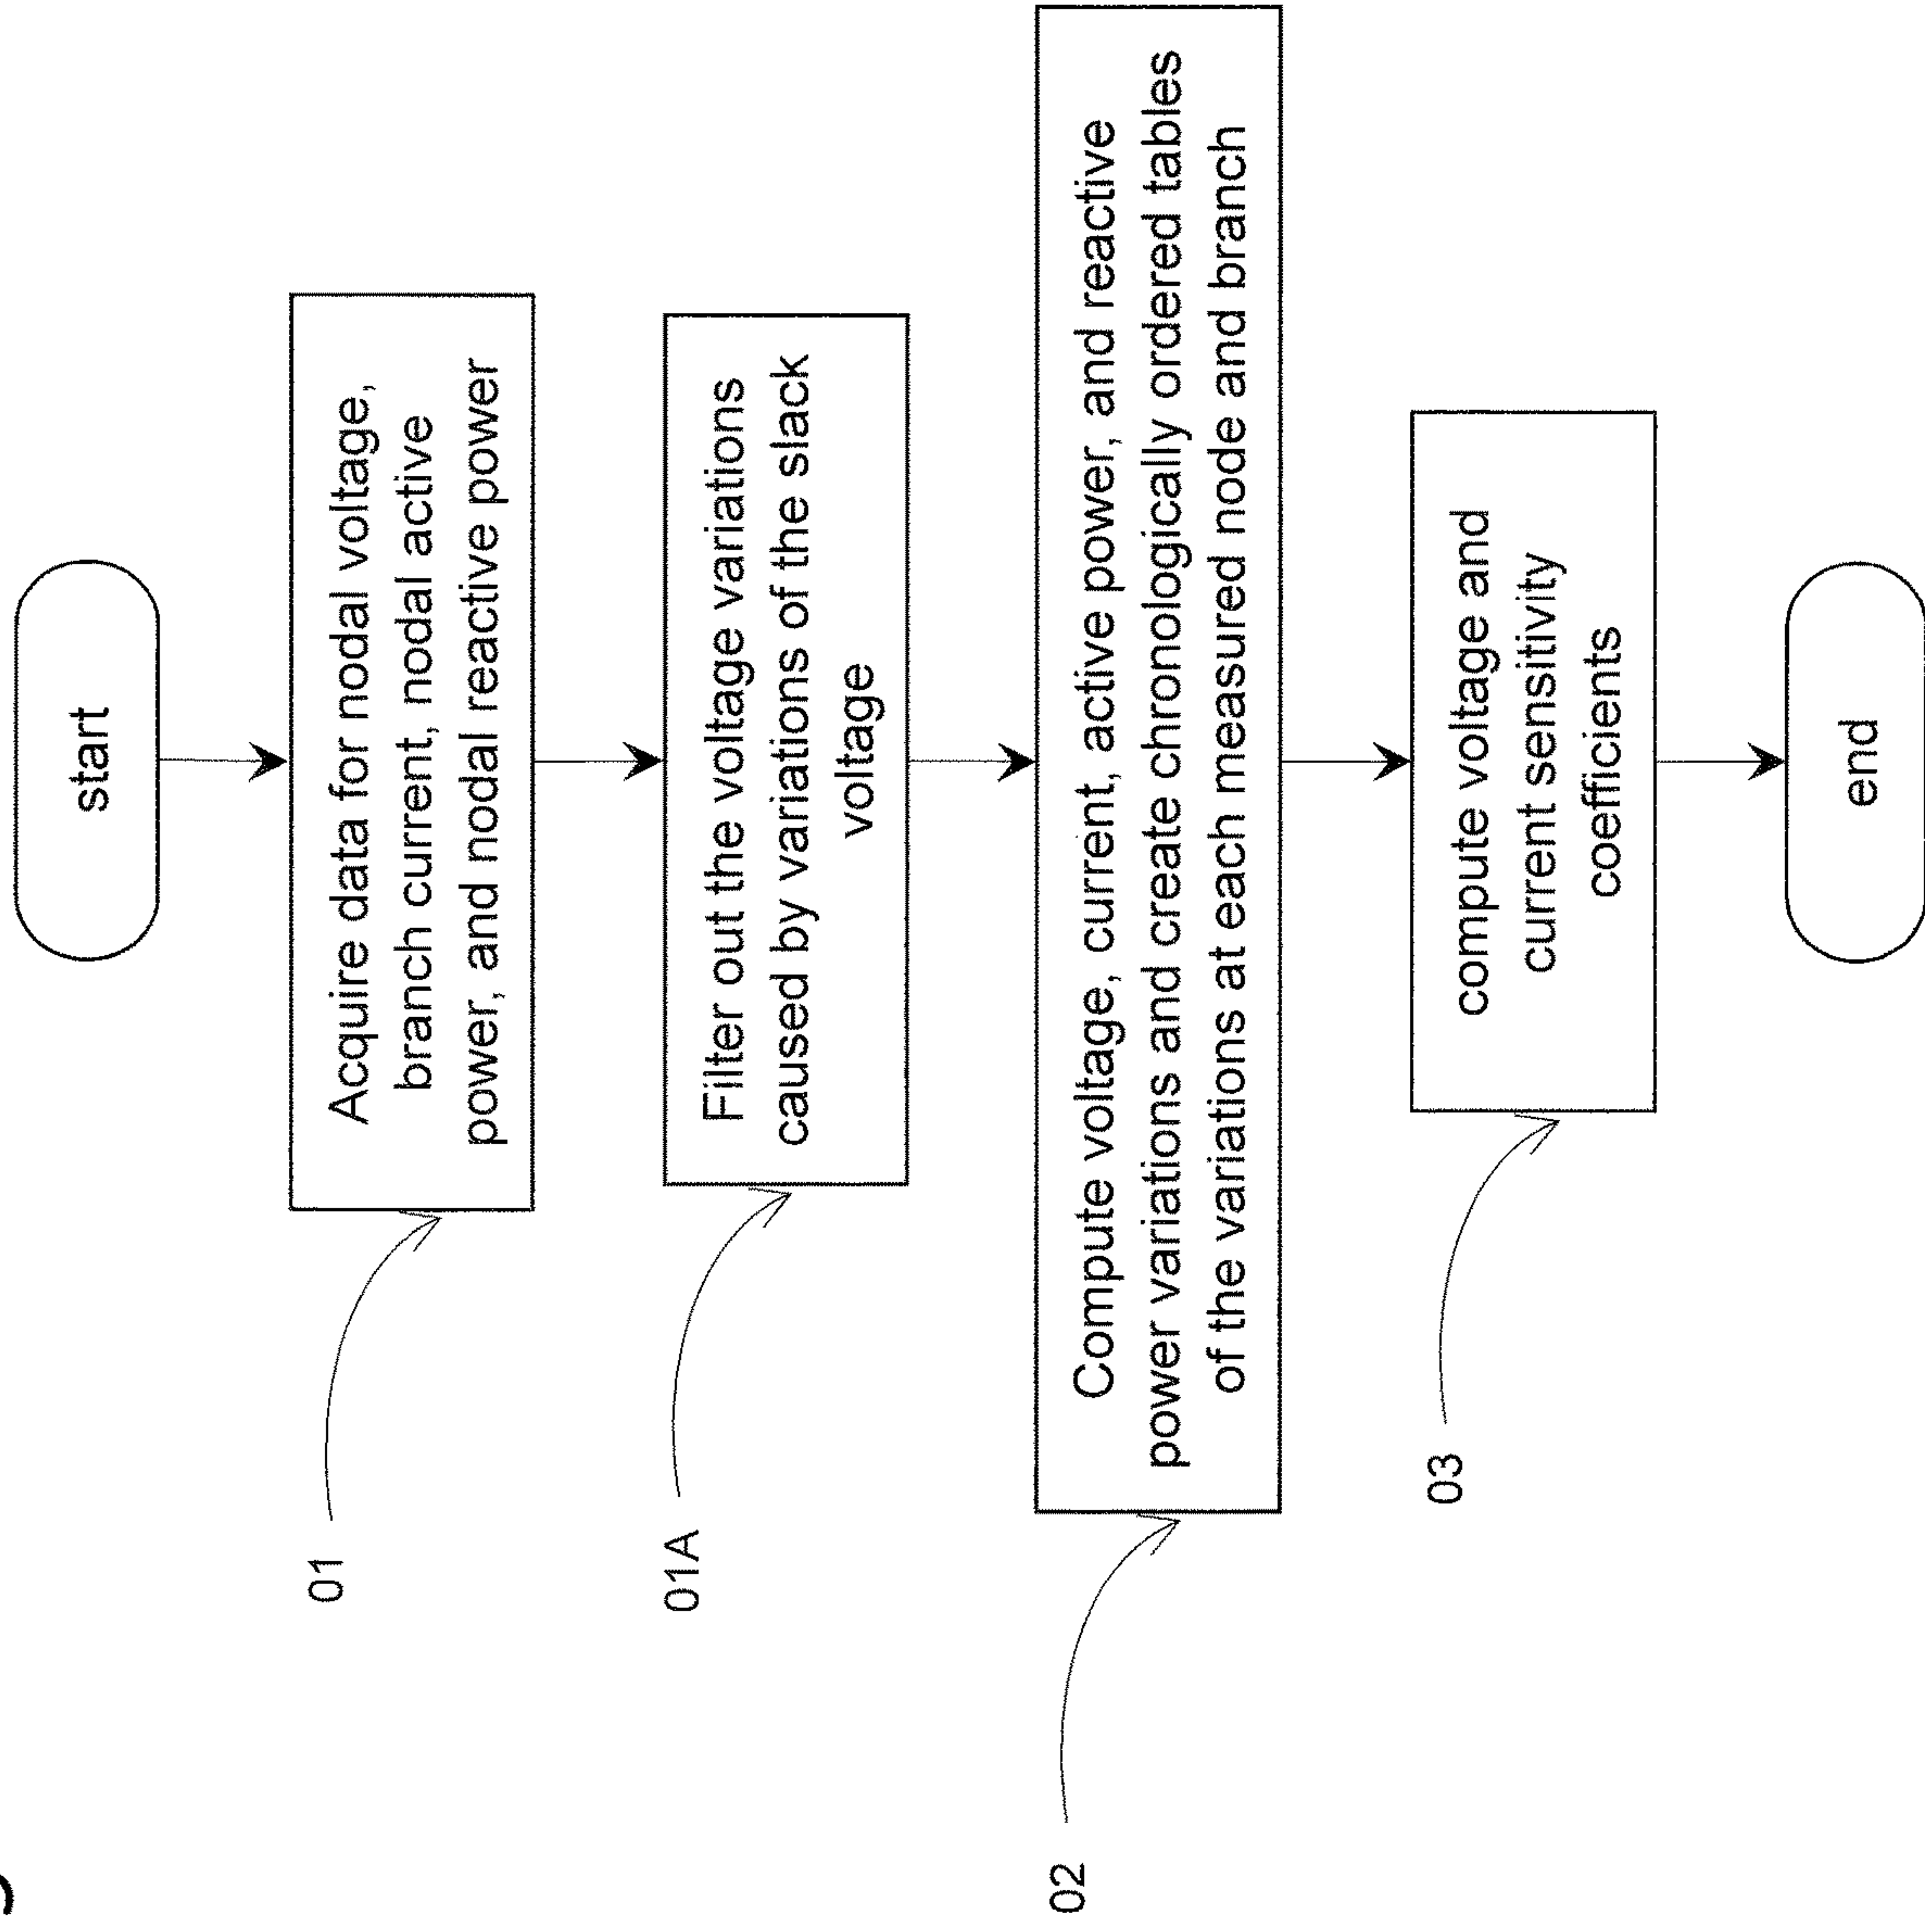 start
Acquire data for nodal voltage,
branch current, nodal active
power, and nodal reactive power
01
Filter out the voltage variations
caused by variations of the slack
voltage
01A
Compute voltage, current, active power, and reactive
power variations and create chronologically ordered tables
of the variations at each measured node and branch
02
compute voltage and
current sensitivity
coefficients
03
end